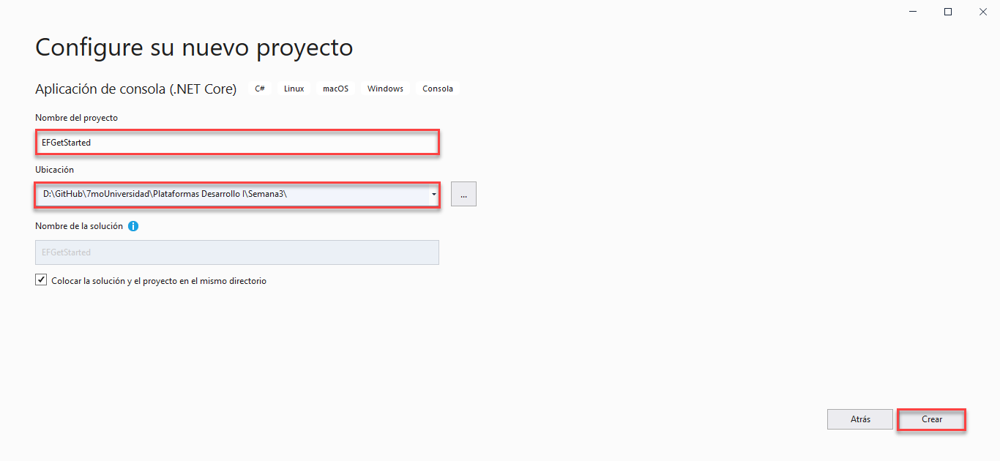 Configure su nuevo proyecto
Aplicación de consola (.NET Core) C# Linux macOS Windows Consola
Nombre del proyecto
EFGetStarted
Ubicación
D:\GitHub\7moUniversidad\Plataformas Desarrollo I\Semana3\
...
Nombre de la solución
EFGetStarted
Colocar la solución y el proyecto en el mismo directorio
Atrás Crear